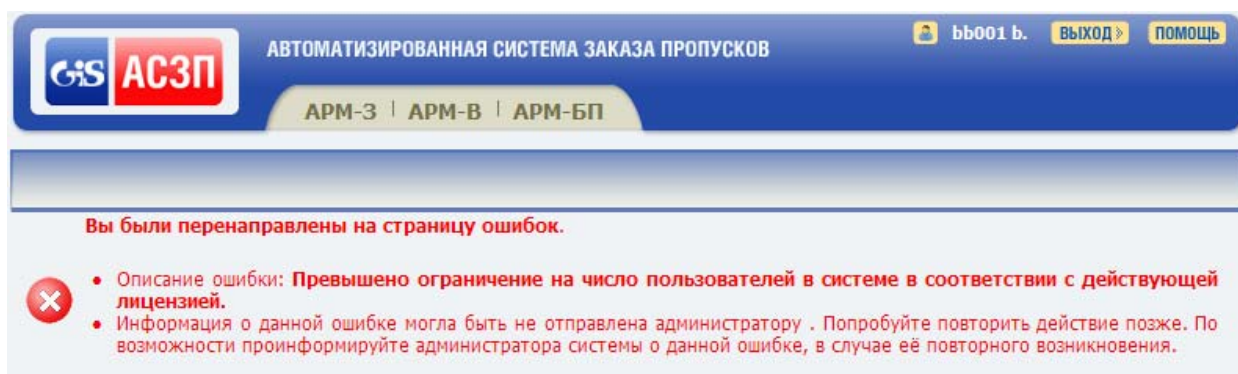 GiS АСЗП
АВТОМАТИЗИРОВАННАЯ СИСТЕМА ЗАКАЗА ПРОПУСКОВ
bb001 b. ВЫХОД » ПОМОЩЬ
АРМ-З | АРМ-В | АРМ-БП
Вы были перенаправлены на страницу ошибок.
• Описание ошибки: Превышено ограничение на число пользователей в системе в соответствии с действующей
лицензией.
• Информация о данной ошибке могла быть не отправлена администратору . Попробуйте повторить действие позже. По
возможности проинформируйте администратора системы о данной ошибке, в случае её повторного возникновения.